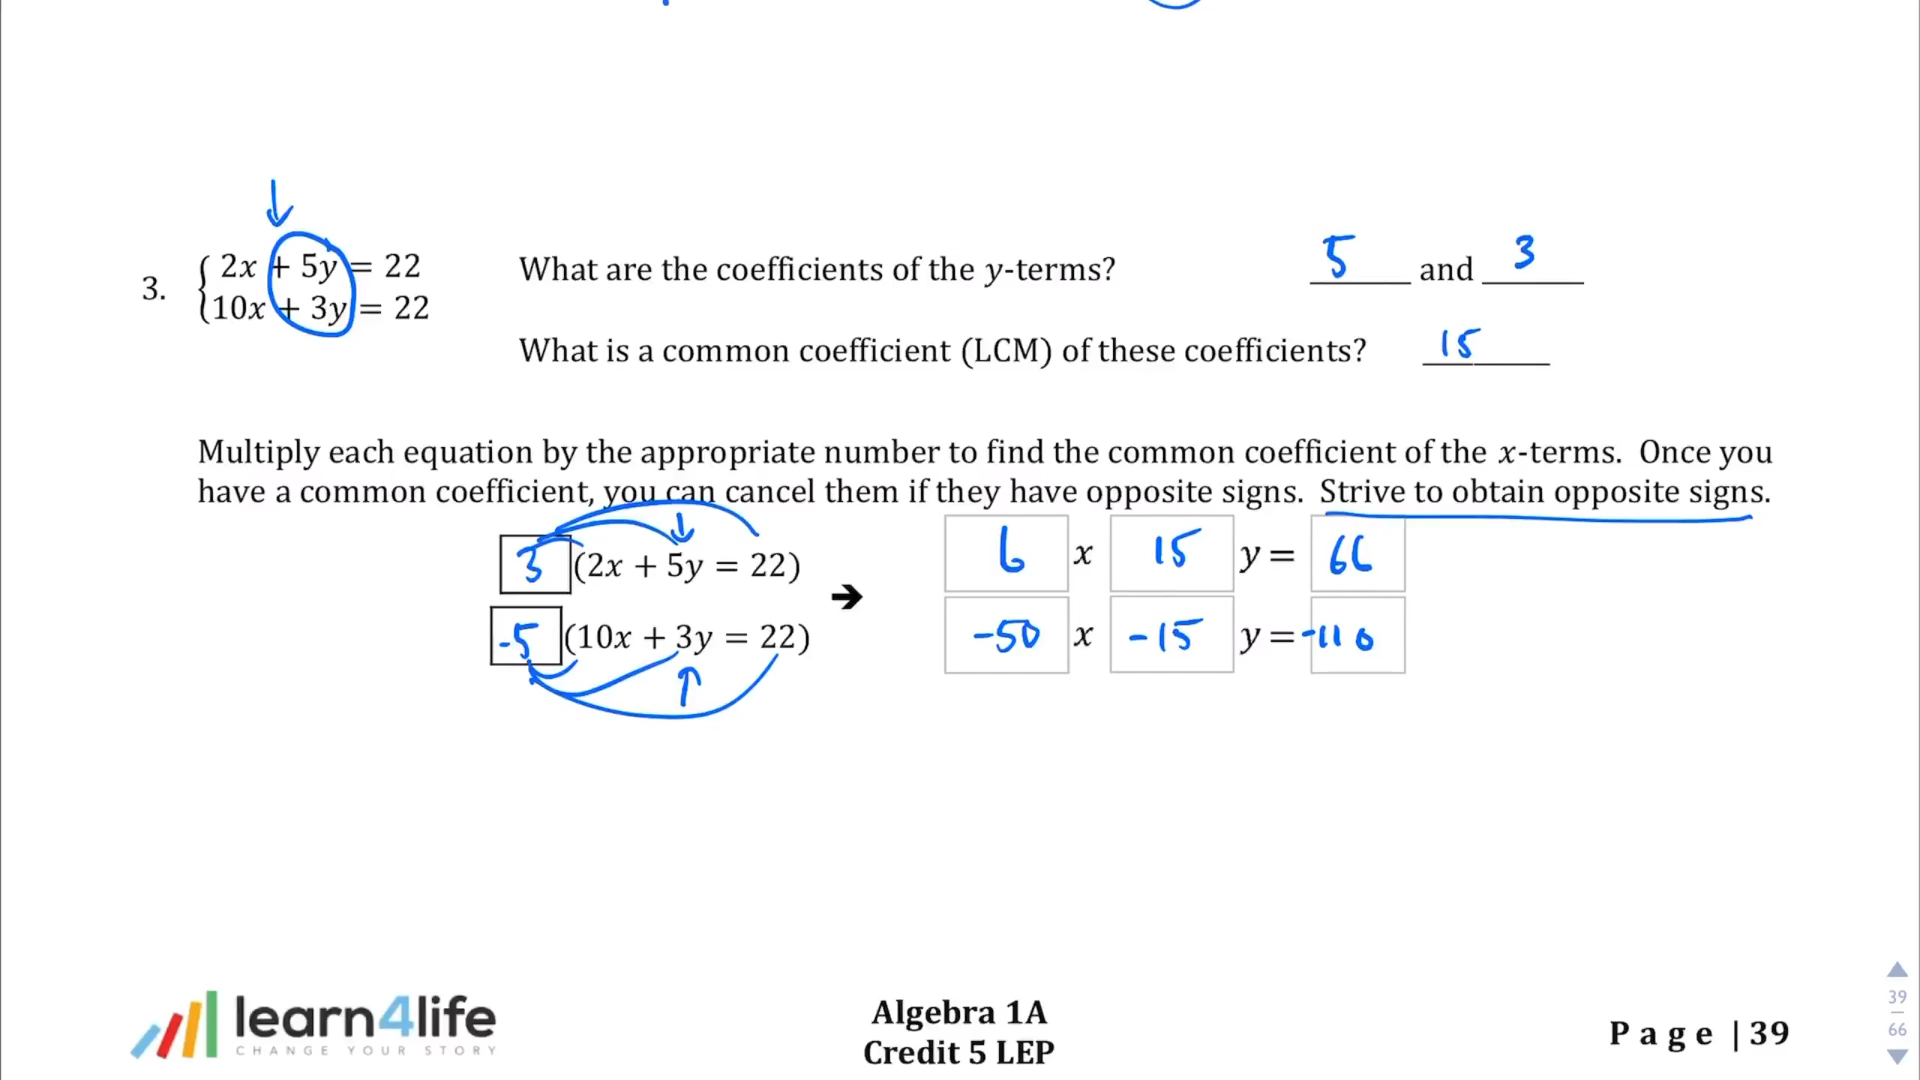 3. 2x + 5y = 22
10x + 3y = 22
What are the coefficients of the y-terms? 5 and 3
What is a common coefficient (LCM) of these coefficients? 15
Multiply each equation by the appropriate number to find the common coefficient of the x-terms. Once you
have a common coefficient, you can cancel them if they have opposite signs. Strive to obtain opposite signs.
3 (2x + 5y = 22) ➔ 6 x 15 y = 66
-5 (10x + 3y = 22) -50 x -15 y = -110
learn4life
CHANGE YOUR STORY
Algebra 1A
Credit 5 LEP
Page | 39
39
66